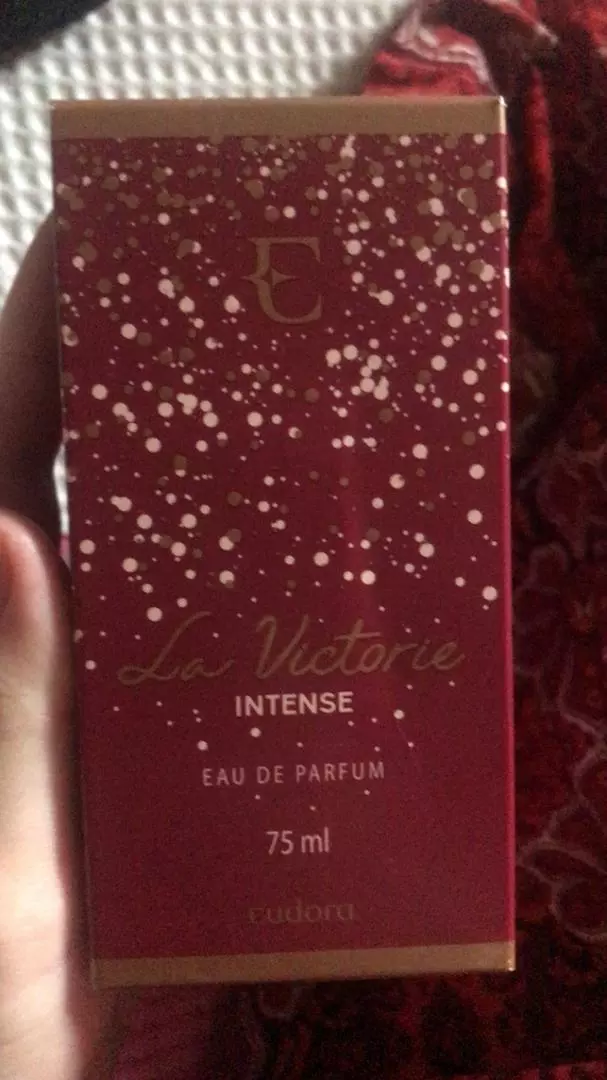 E
La Victorie
INTENSE
EAU DE PARFUM
75 ml
eudora